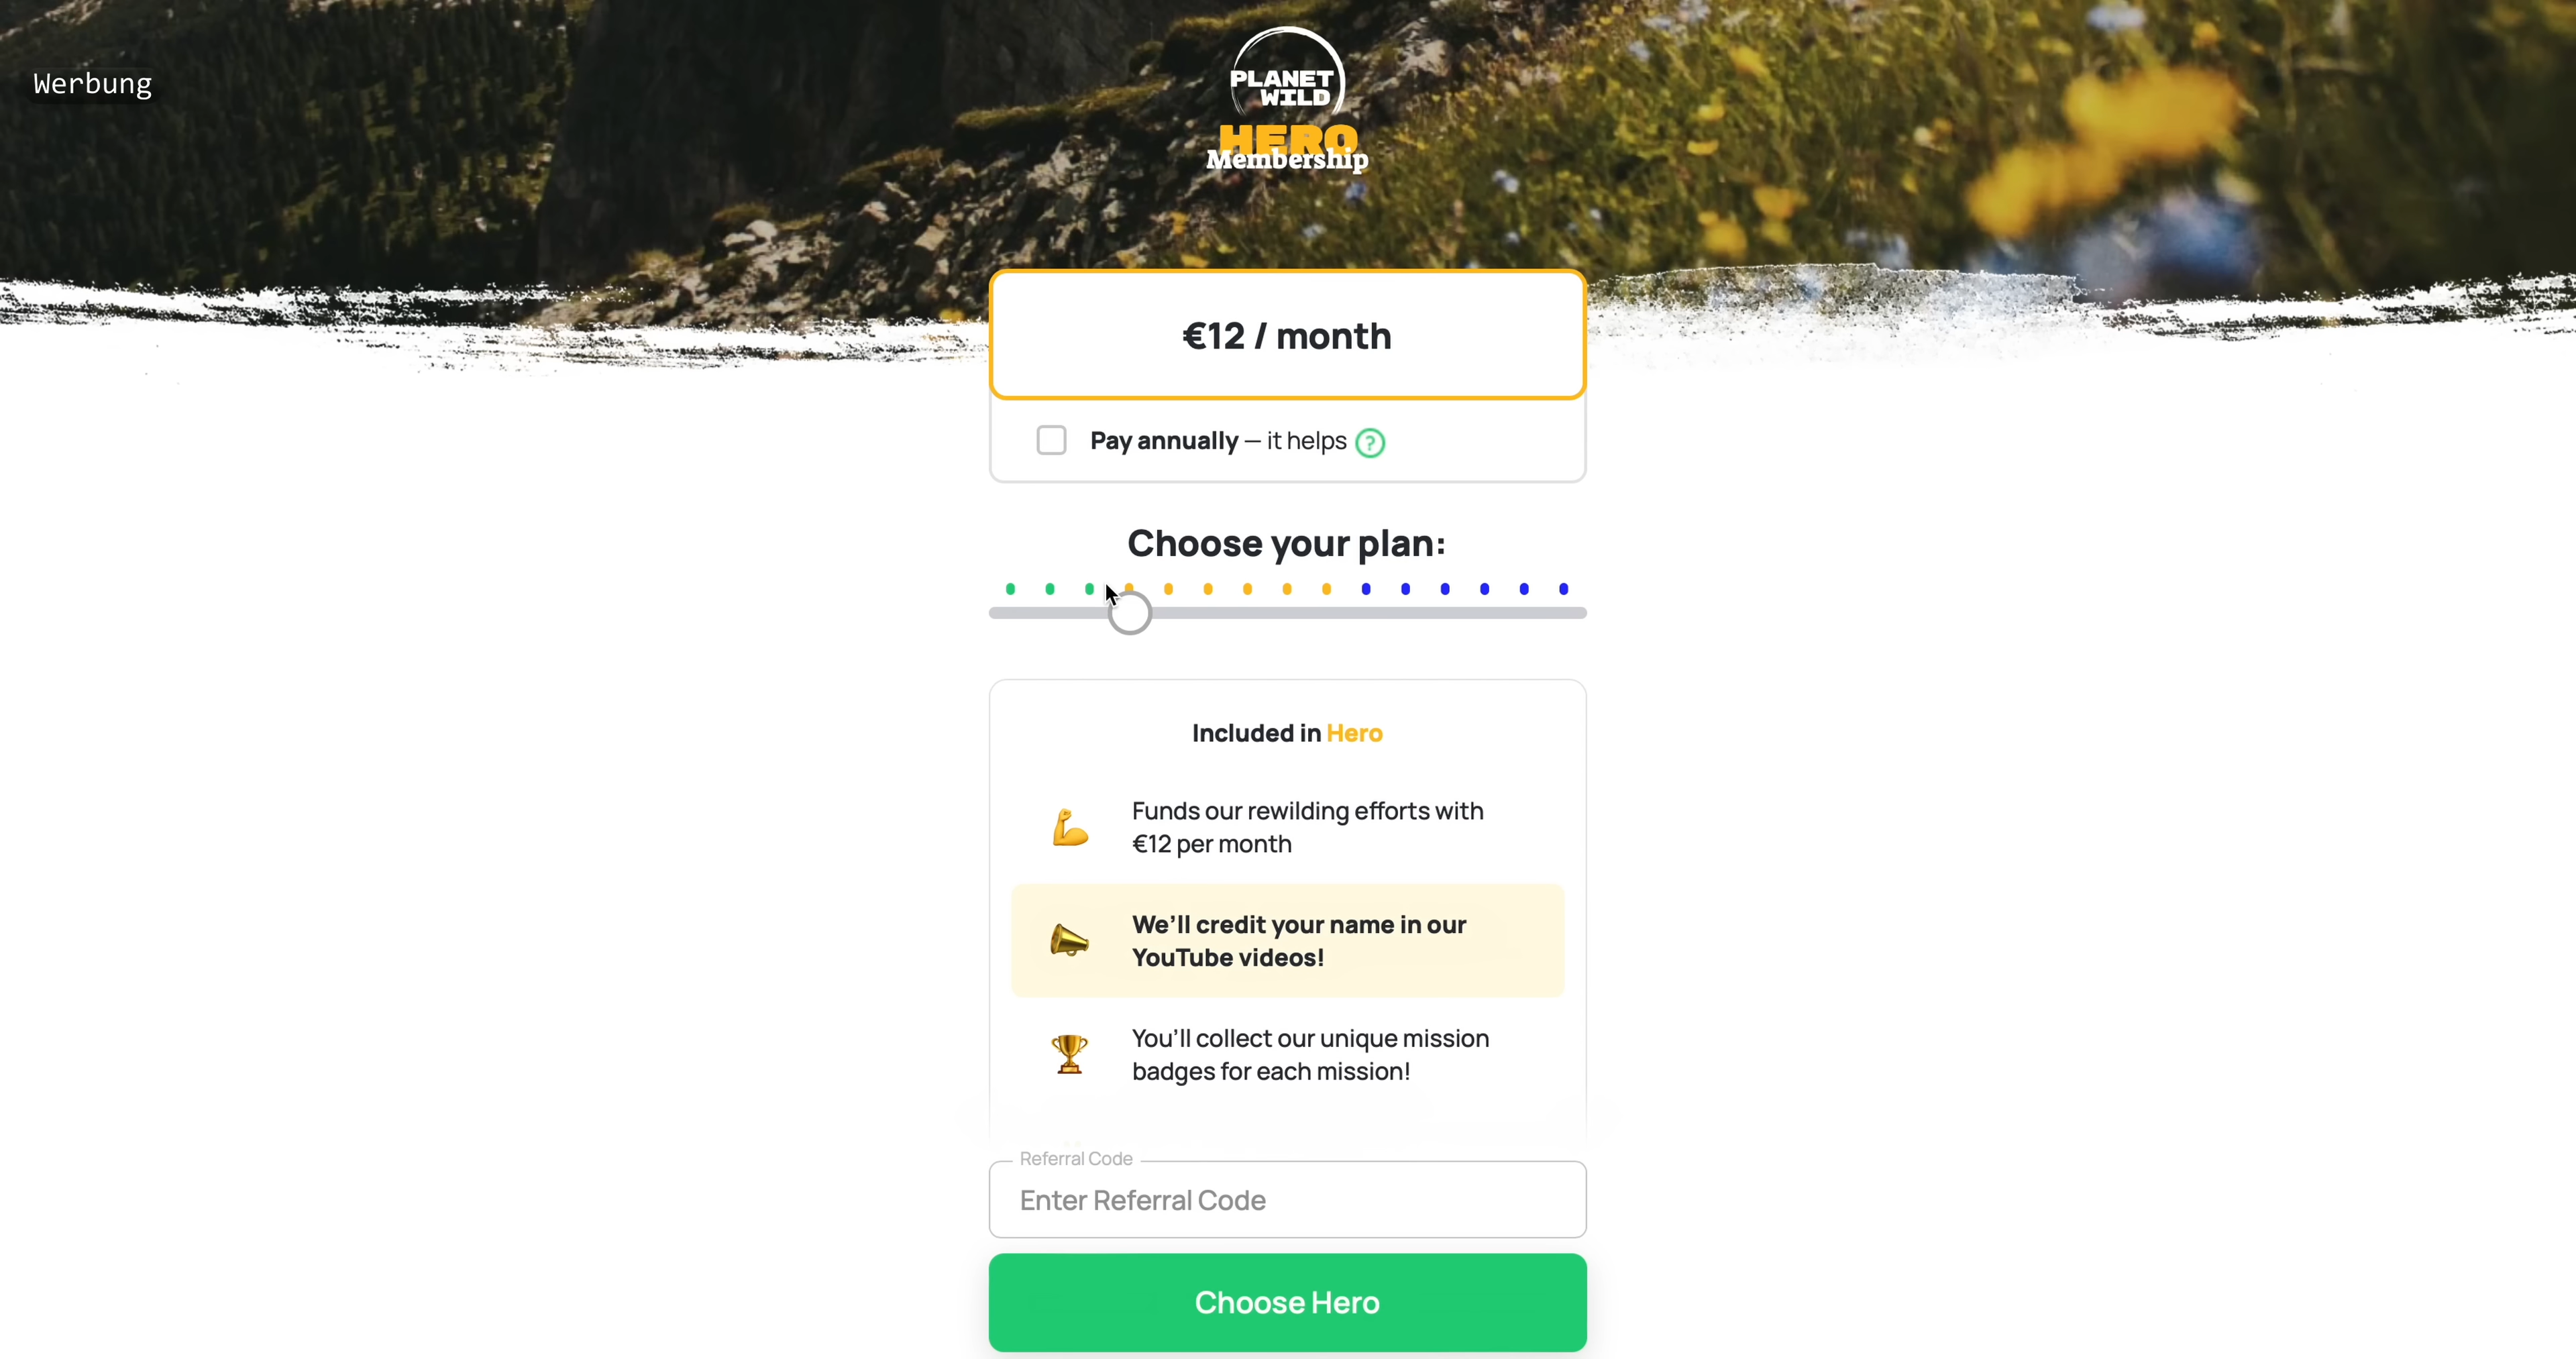 Werbung
PLANET
WILD
HERO
Membership
€12 / month
Pay annually – it helps ?
Choose your plan:
Included in Hero
Funds our rewilding efforts with
€12 per month
We’ll credit your name in our
YouTube videos!
You’ll collect our unique mission
badges for each mission!
Referral Code
Enter Referral Code
Choose Hero